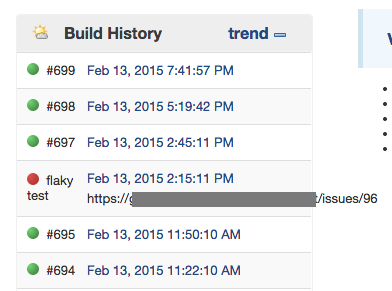 Build History trend
#699 Feb 13, 2015 7:41:57 PM
#698 Feb 13, 2015 5:19:42 PM
#697 Feb 13, 2015 2:45:11 PM
flaky test Feb 13, 2015 2:15:11 PM
https:// t/issues/96
#695 Feb 13, 2015 11:50:10 AM
#694 Feb 13, 2015 11:22:10 AM